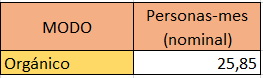 MODO
Personas-mes
(nominal)
Orgánico
25,85